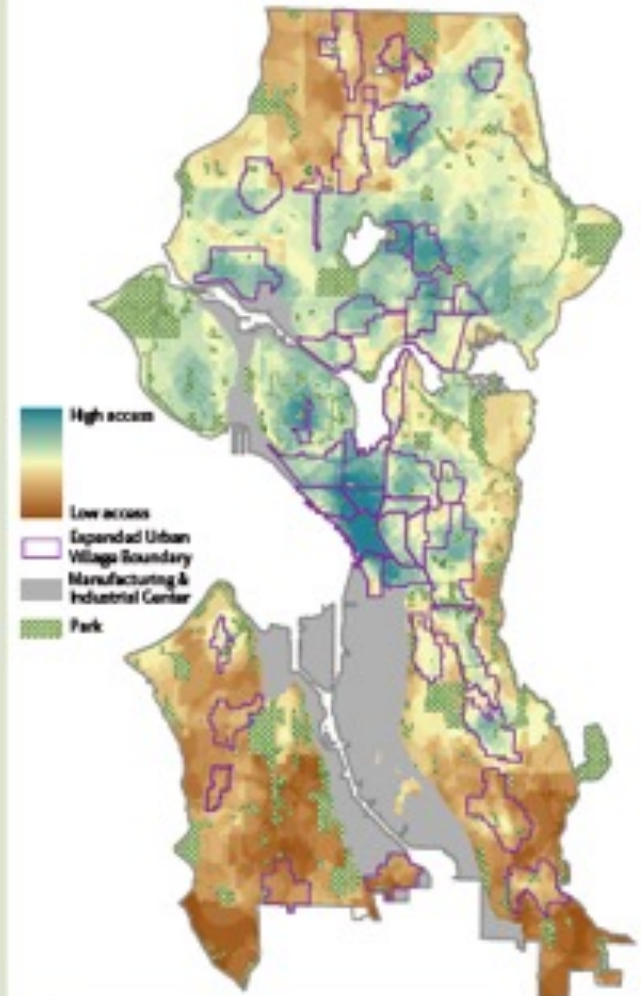 High access
Low access
Expanded Urban
Village Boundary
Manufacturing &
Industrial Center
Park